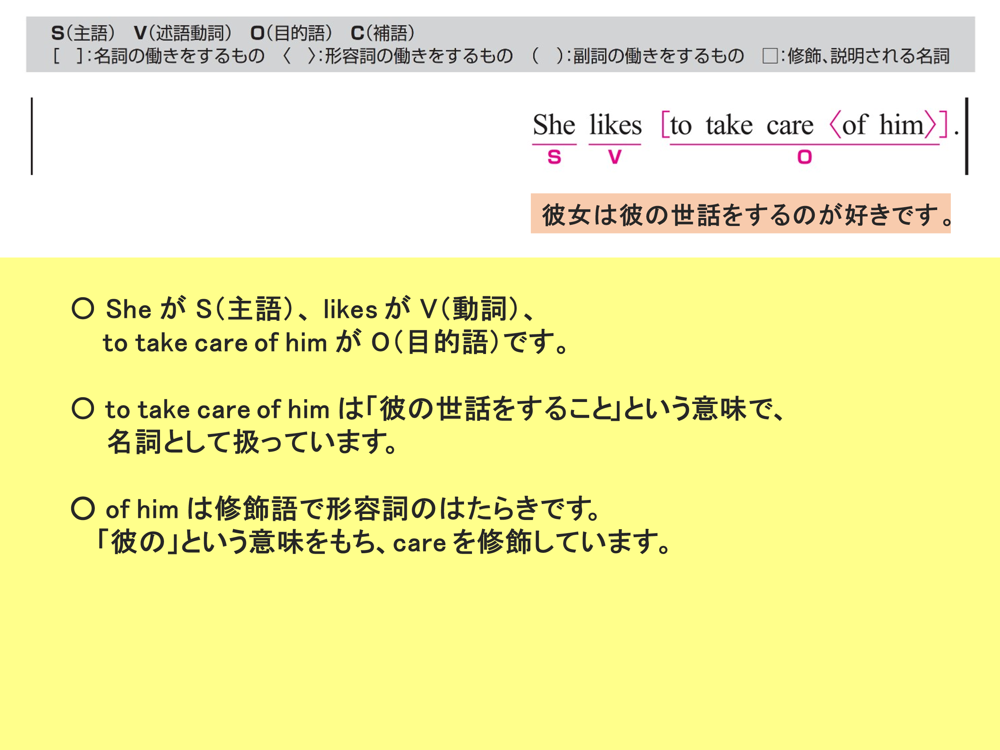 S（主語）　V（述語動詞）　O（目的語）　C（補語）
［　］：名詞の働きをするもの　〈　〉：形容詞の働きをするもの　（　）：副詞の働きをするもの　□：修飾、説明される名詞
She likes [to take care 〈of him〉].
S V O
彼女は彼の世話をするのが好きです。
○ She が S（主語）、likes が V（動詞）、
to take care of him が O（目的語）です。
○ to take care of him は「彼の世話をすること」という意味で、
名詞として扱っています。
○ of him は修飾語で形容詞のはたらきです。
「彼の」という意味をもち、care を修飾しています。